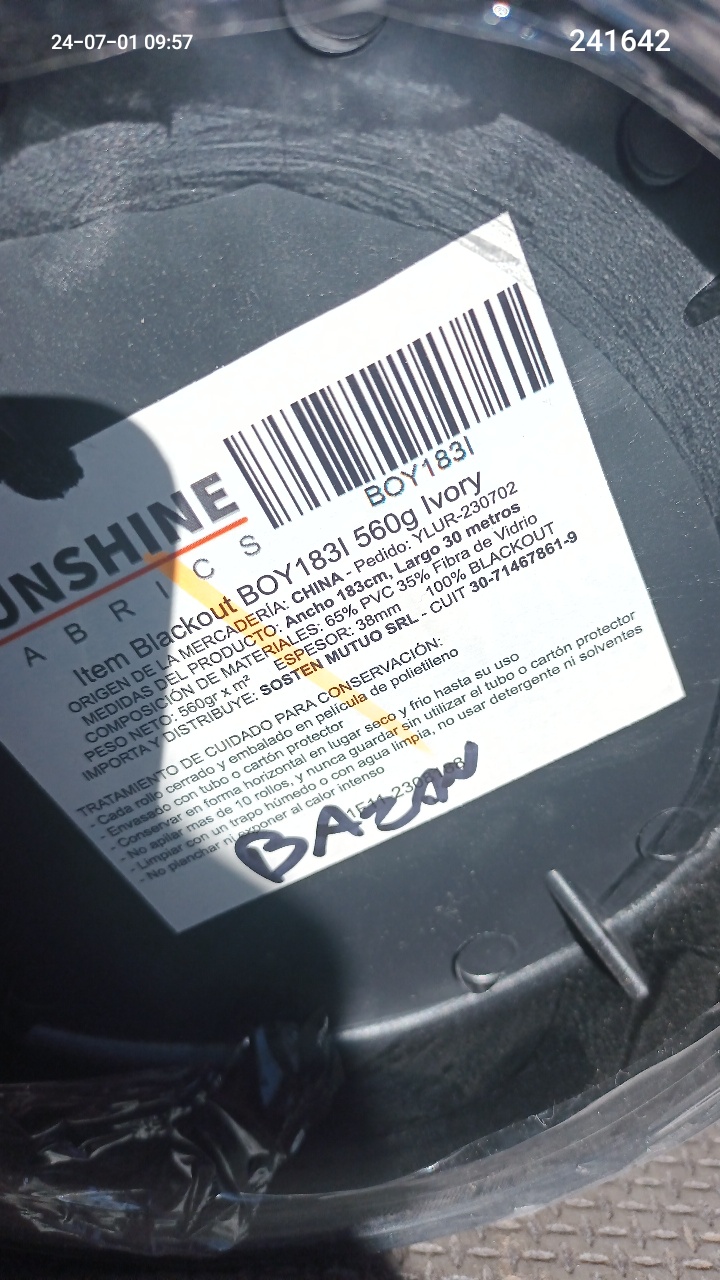 24-07-01 09:57
241642
BOY183I
UNSHINE
ABRICS
Item Blackout BOY183I 560g Ivory
ORIGEN DE LA MERCADERÍA: CHINA - Pedido: YLUR-230702
MEDIDAS DEL PRODUCTO: Ancho 183cm, Largo 30 metros
COMPOSICIÓN DE MATERIALES: 65% PVC 35% Fibra de Vidrio
PESO NETO: 560gr x m² ESPESOR: 38mm 100% BLACKOUT
IMPORTA Y DISTRIBUYE: SOSTEN MUTUO SRL - CUIT 30-71467861-9
TRATAMIENTO DE CUIDADO PARA CONSERVACIÓN:
- Cada rollo cerrado y embalado en película de polietileno
- Envasado con tubo o cartón protector
- Conservar en forma horizontal en lugar seco y frio hasta su uso
- No apilar mas de 10 rollos, y nunca guardar sin utilizar el tubo o cartón protector
- Limpiar con un trapo húmedo o con agua limpia, no usar detergente ni solventes
- No planchar ni exponer al calor intenso
BAZAN